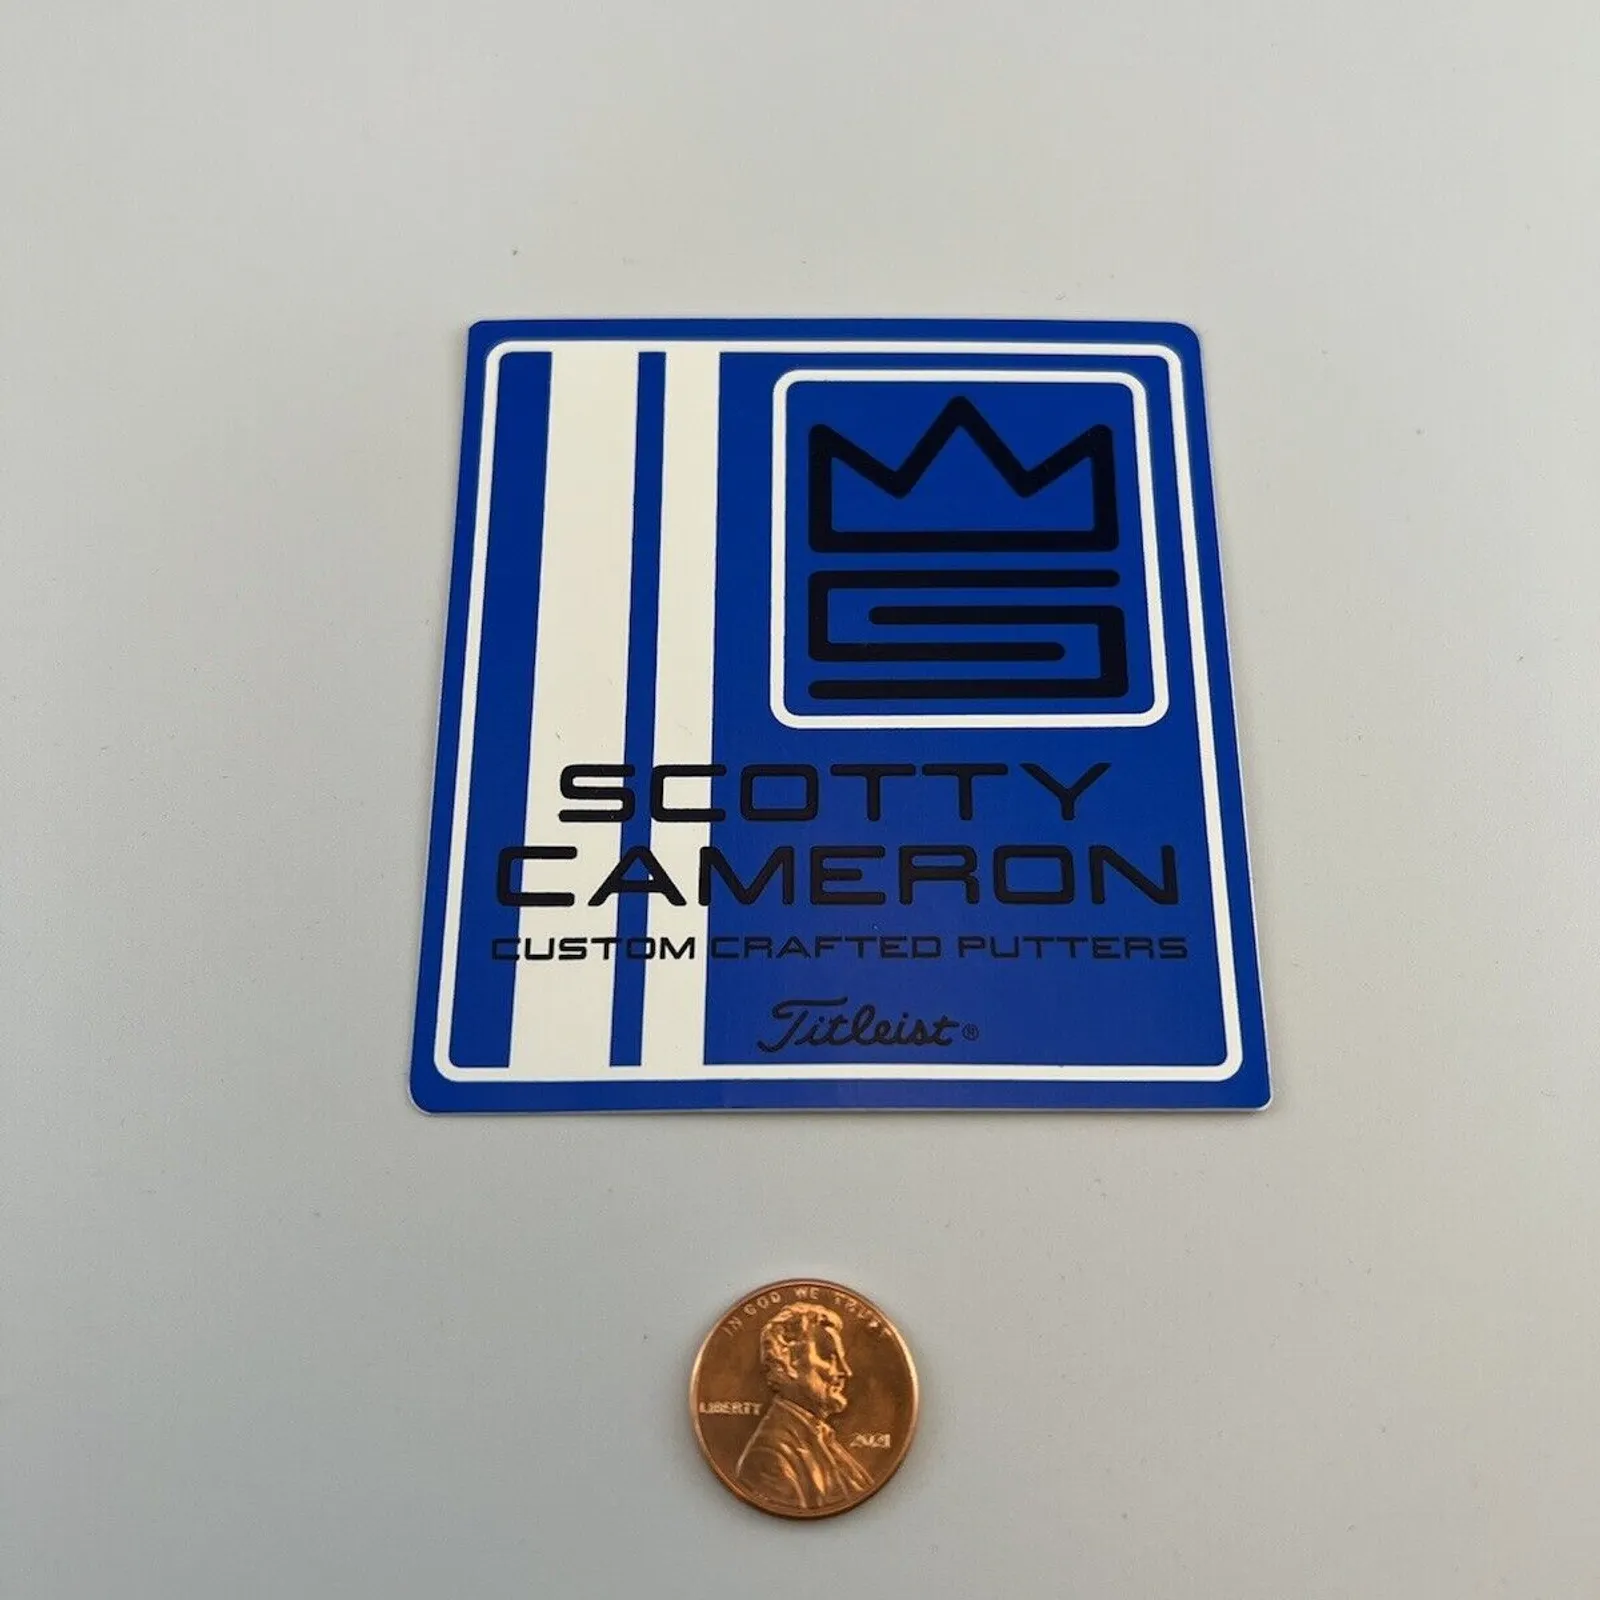 SCOTTY
CAMERON
CUSTOM CRAFTED PUTTERS
Titleist®
IN GOD WE TRUST
LIBERTY
2021